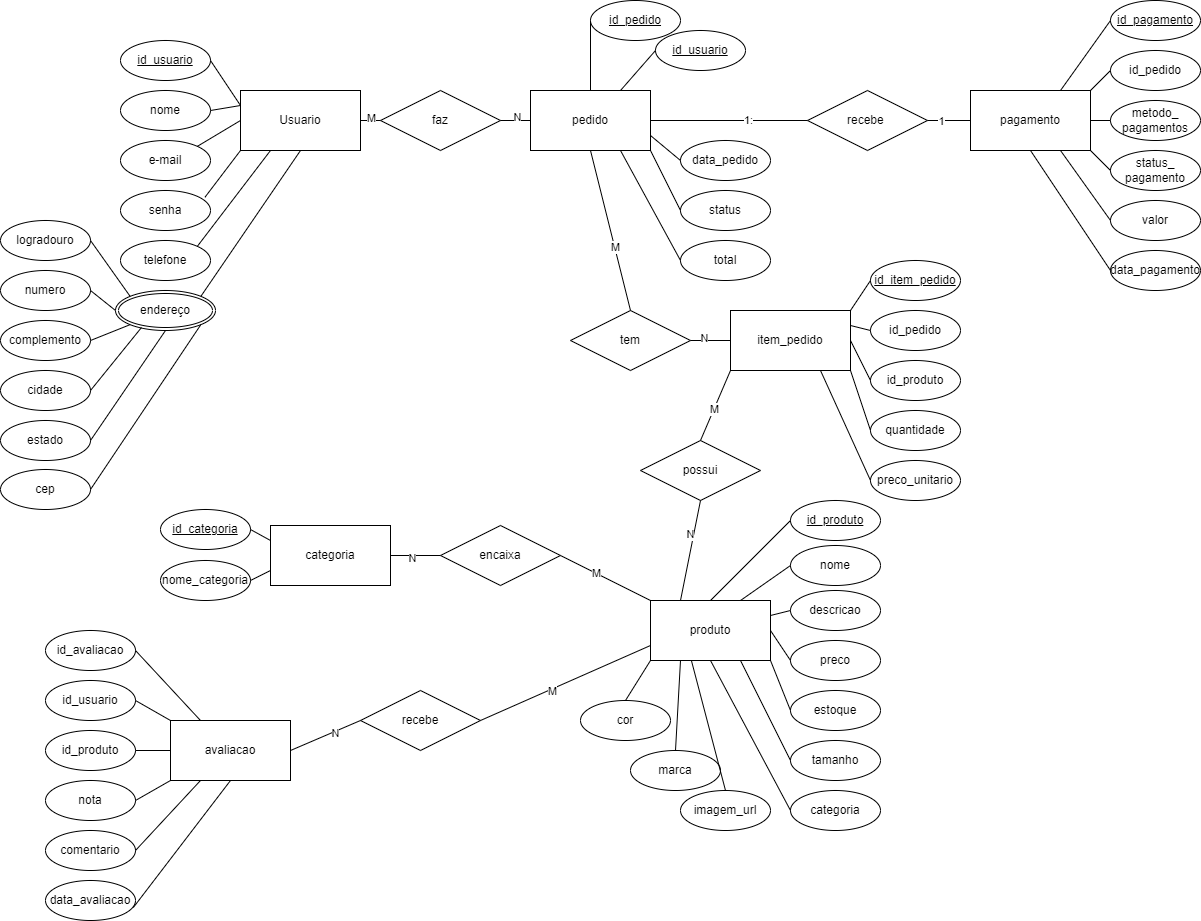 id_pedido
id_pagamento
id_usuario
id_usuario
id_pedido
nome
Usuario
M
faz
N
pedido
1:
recebe
1
pagamento
metodo_
pagamentos
e-mail
data_pedido
status_
pagamento
senha
status
valor
logradouro
M
telefone
total
data_pagamento
id_item_pedido
numero
endereço
id_pedido
complemento
tem
N
item_pedido
id_produto
cidade
M
quantidade
estado
possui
preco_unitario
cep
id_produto
id_categoria
N
categoria
N
encaixa
M
nome
nome_categoria
descricao
produto
id_avaliacao
preco
id_usuario
M
estoque
cor
recebe
N
id_produto
avaliacao
tamanho
marca
nota
imagem_url
categoria
comentario
data_avaliacao